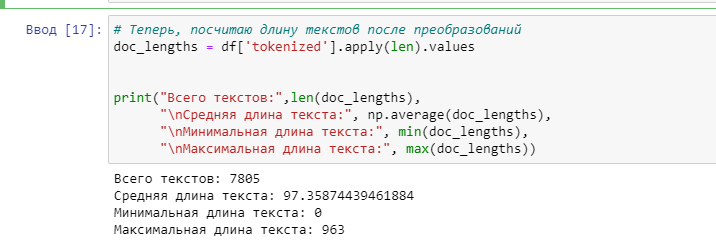 Ввод [17]: # Теперь, посчитаю длину текстов после преобразований
doc_lengths = df['tokenized'].apply(len).values
print("Всего текстов:",len(doc_lengths),
"\nСредняя длина текста:", np.average(doc_lengths),
"\nМинимальная длина текста:", min(doc_lengths),
"\nМаксимальная длина текста:", max(doc_lengths))
Всего текстов: 7805
Средняя длина текста: 97.35874439461884
Минимальная длина текста: 0
Максимальная длина текста: 963